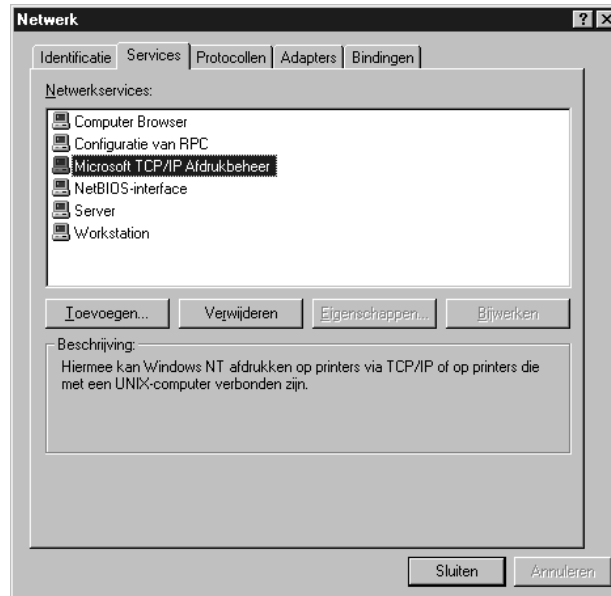 Netwerk
Identificatie Services Protocollen Adapters Bindingen
Netwerkservices:
Computer Browser
Configuratie van RPC
Microsoft TCP/IP Afdrukbeheer
NetBIOS-interface
Server
Workstation
Toevoegen... Verwijderen Eigenschappen... Bijwerken
Beschrijving:
Hiermee kan Windows NT afdrukken op printers via TCP/IP of op printers die
met een UNIX-computer verbonden zijn.
Sluiten Annuleren